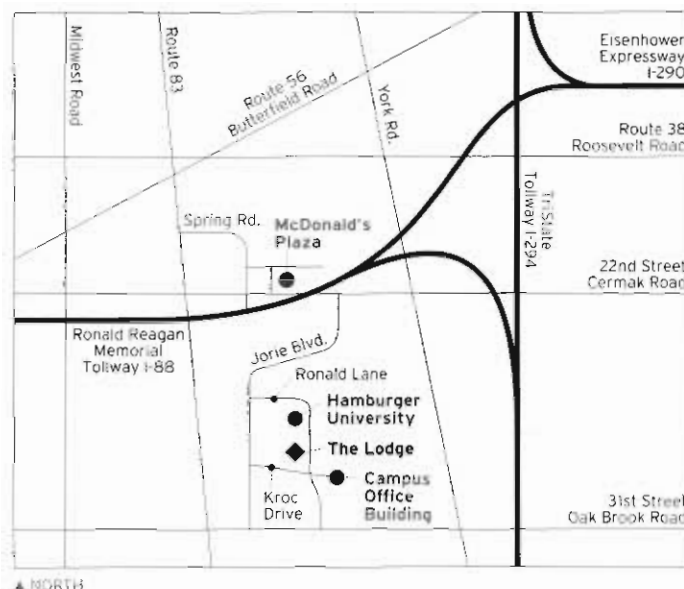 Midwest Road
Route 83
Route 56
Butterfield Road
York Rd.
Eisenhower
Expressway
I-290
Route 38
Roosevelt Road
TriState
Tollway I-294
Spring Rd.
McDonald's
Plaza
22nd Street
Cermak Road
Ronald Reagan
Memorial
Tollway I-88
Jorie Blvd.
Ronald Lane
Hamburger
University
The Lodge
Campus
Office
Building
Kroc
Drive
31st Street
Oak Brook Road
▲ NORTH